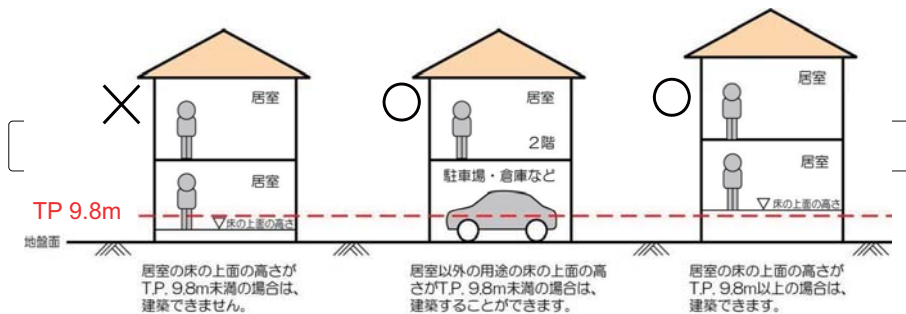 居室
2階
居室
居室
居室
駐車場・倉庫など
居室
TP 9.8m
▽床の上面の高さ
▽床の上面の高さ
地盤面
居室の床の上面の高さが
T.P. 9.8m未満の場合は、
建築できません。
居室以外の用途の床の上面の高
さがT.P. 9.8m未満の場合は、
建築することができます。
居室の床の上面の高さが
T.P. 9.8m以上の場合は、
建築できます。